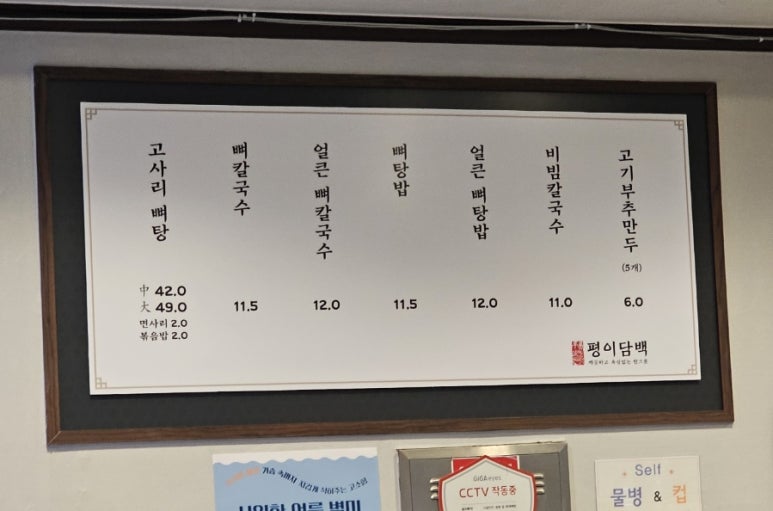 고사리 뼈탕
中 42.0
大 49.0
면사리 2.0
볶음밥 2.0
뼈칼국수
11.5
얼큰 뼈칼국수
12.0
뼈탕밥
11.5
얼큰 뼈탕밥
12.0
비빔칼국수
11.0
고기부추만두
(5개)
6.0
평이담백
CCTV 작동중
Self
물병 & 컵